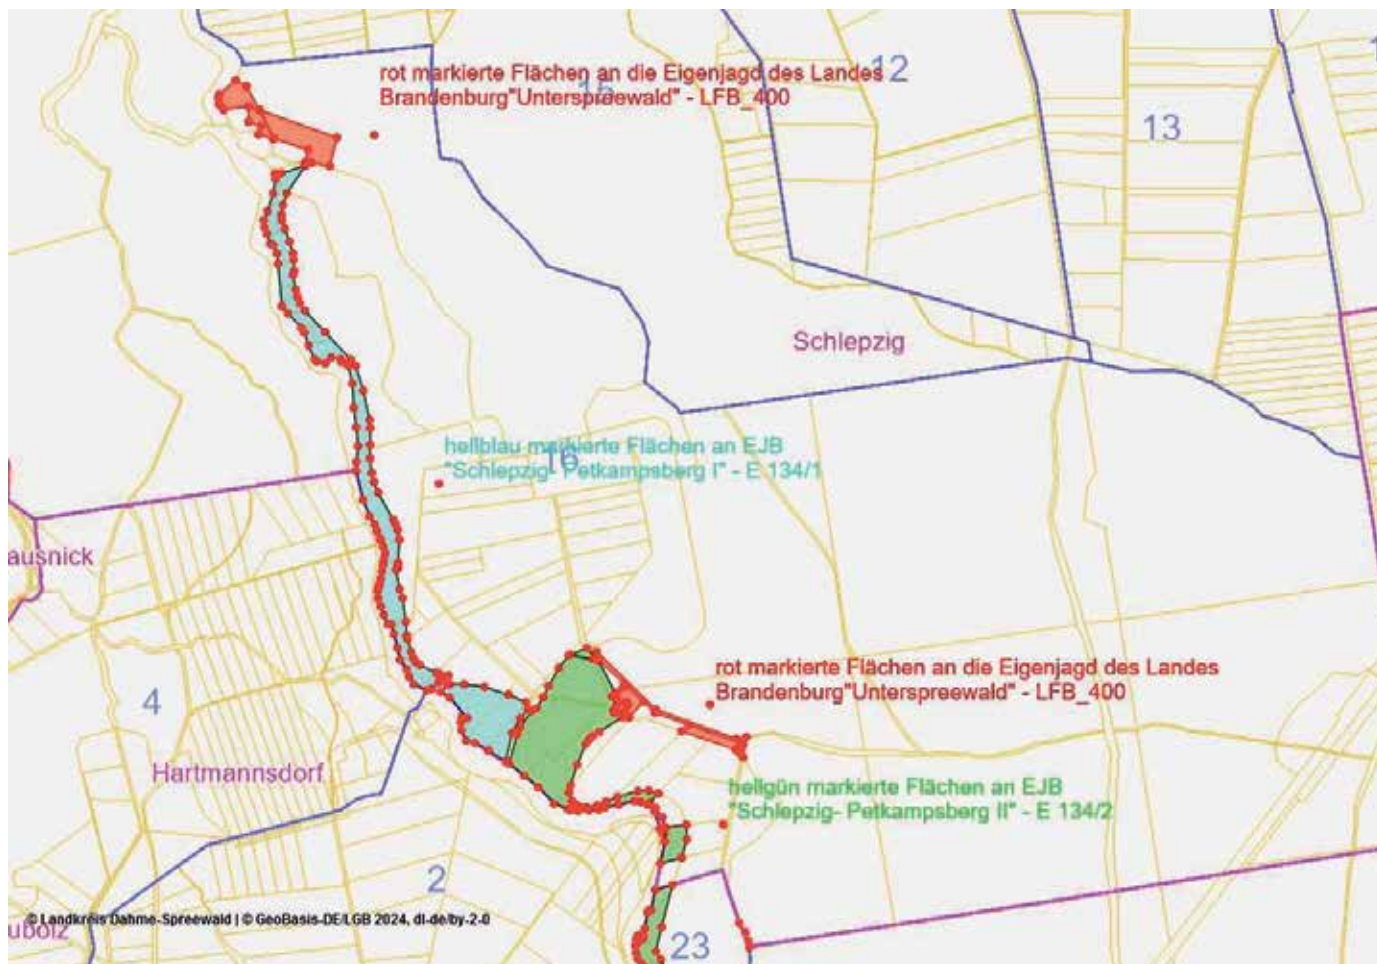 12
rot markierte Flächen an die Eigenjagd des Landes
Brandenburg"Unterspreewald" - LFB_400
15
13
Schlepzig
hellblau markierte Flächen an EJB
16
"Schlepzig- Petkampsberg I" - E 134/1
ausnick
rot markierte Flächen an die Eigenjagd des Landes
Brandenburg"Unterspreewald" - LFB_400
4
Hartmannsdorf
hellgün markierte Flächen an EJB
"Schlepzig- Petkampsberg II" - E 134/2
2
© Landkreis Dahme-Spreewald | © GeoBasis-DE/LGB 2024, dl-de/by-2-0
ubolz
23